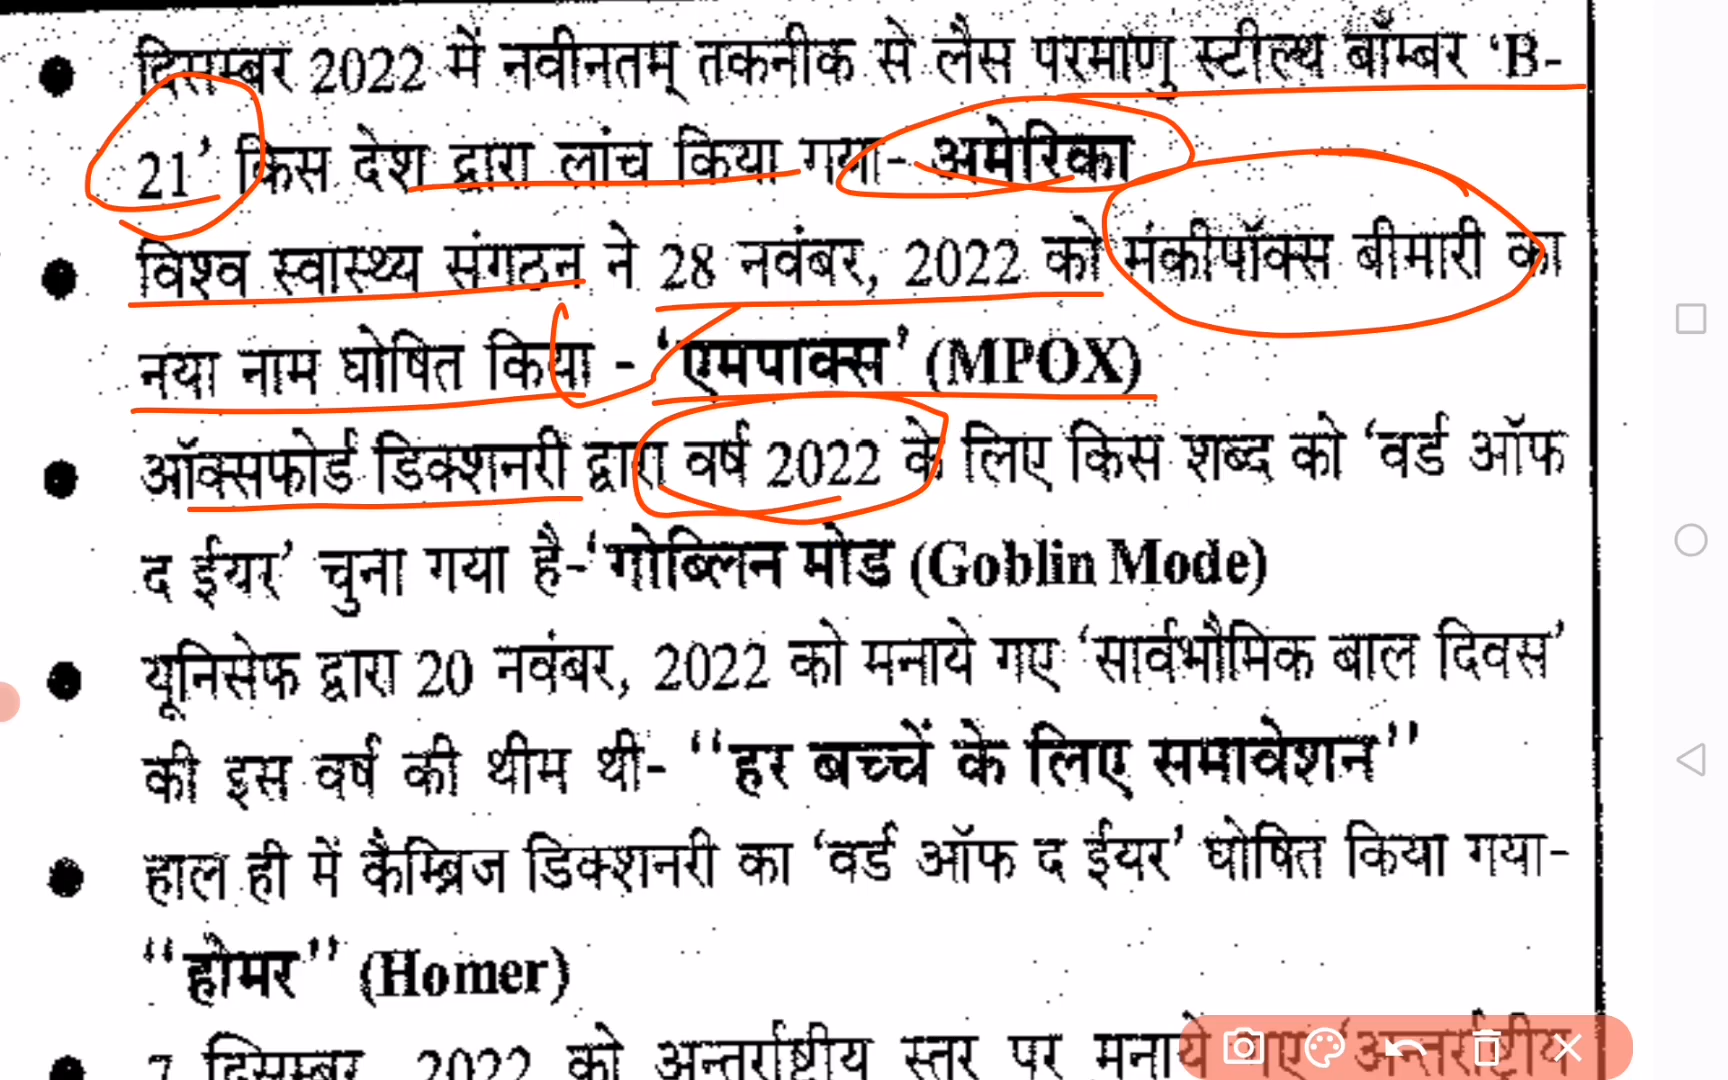 दिसम्बर 2022 में नवीनतम् तकनीक से लैस परमाणु स्टील्थ बॉम्बर ‘B-
21’ किस देश द्वारा लांच किया गया- अमेरिका
विश्व स्वास्थ्य संगठन ने 28 नवंबर, 2022 को मंकीपॉक्स बीमारी का
नया नाम घोषित किया - ‘एमपाक्स’ (MPOX)
ऑक्सफोर्ड डिक्शनरी द्वारा वर्ष 2022 के लिए किस शब्द को ‘वर्ड ऑफ
द ईयर’ चुना गया है-‘गोब्लिन मोड (Goblin Mode)
यूनिसेफ द्वारा 20 नवंबर, 2022 को मनाये गए ‘सार्वभौमिक बाल दिवस’
की इस वर्ष की थीम थी- ‘‘हर बच्चें के लिए समावेशन’’
हाल ही में कैम्ब्रिज डिक्शनरी का ‘वर्ड ऑफ द ईयर’ घोषित किया गया-
‘‘होमर’’ (Homer)
7 दिसम्बर, 2022 को अन्तर्राष्ट्रीय स्तर पर मनाये गए ‘अन्तर्राष्ट्रीय